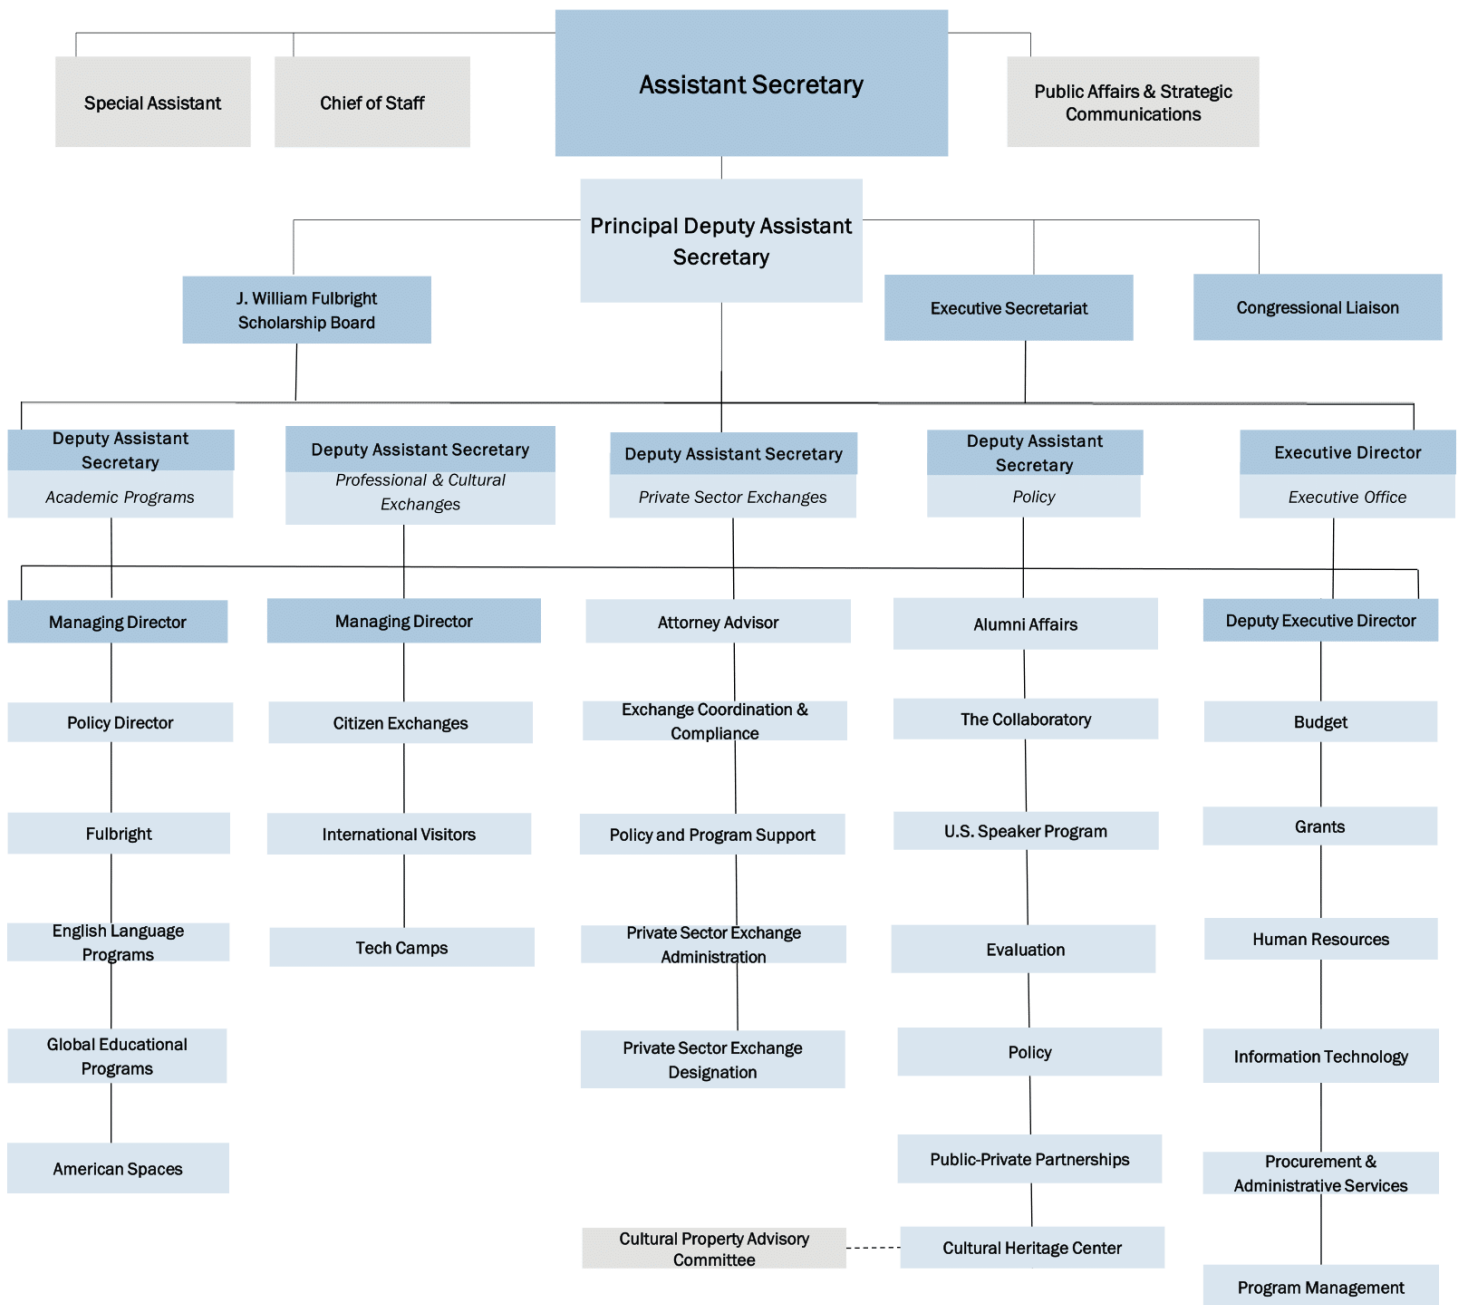 Assistant Secretary
Special Assistant
Chief of Staff
Public Affairs & Strategic
Communications
Principal Deputy Assistant
Secretary
J. William Fulbright
Scholarship Board
Executive Secretariat
Congressional Liaison
Deputy Assistant
Secretary
Academic Programs
Deputy Assistant Secretary
Professional & Cultural
Exchanges
Deputy Assistant Secretary
Private Sector Exchanges
Deputy Assistant
Secretary
Policy
Executive Director
Executive Office
Managing Director
Managing Director
Attorney Advisor
Alumni Affairs
Deputy Executive Director
Policy Director
Citizen Exchanges
Exchange Coordination &
Compliance
The Collaboratory
Budget
Fulbright
International Visitors
Policy and Program Support
U.S. Speaker Program
Grants
English Language
Programs
Tech Camps
Private Sector Exchange
Administration
Evaluation
Human Resources
Global Educational
Programs
Private Sector Exchange
Designation
Policy
Information Technology
American Spaces
Public-Private Partnerships
Procurement &
Administrative Services
Cultural Property Advisory
Committee
Cultural Heritage Center
Program Management